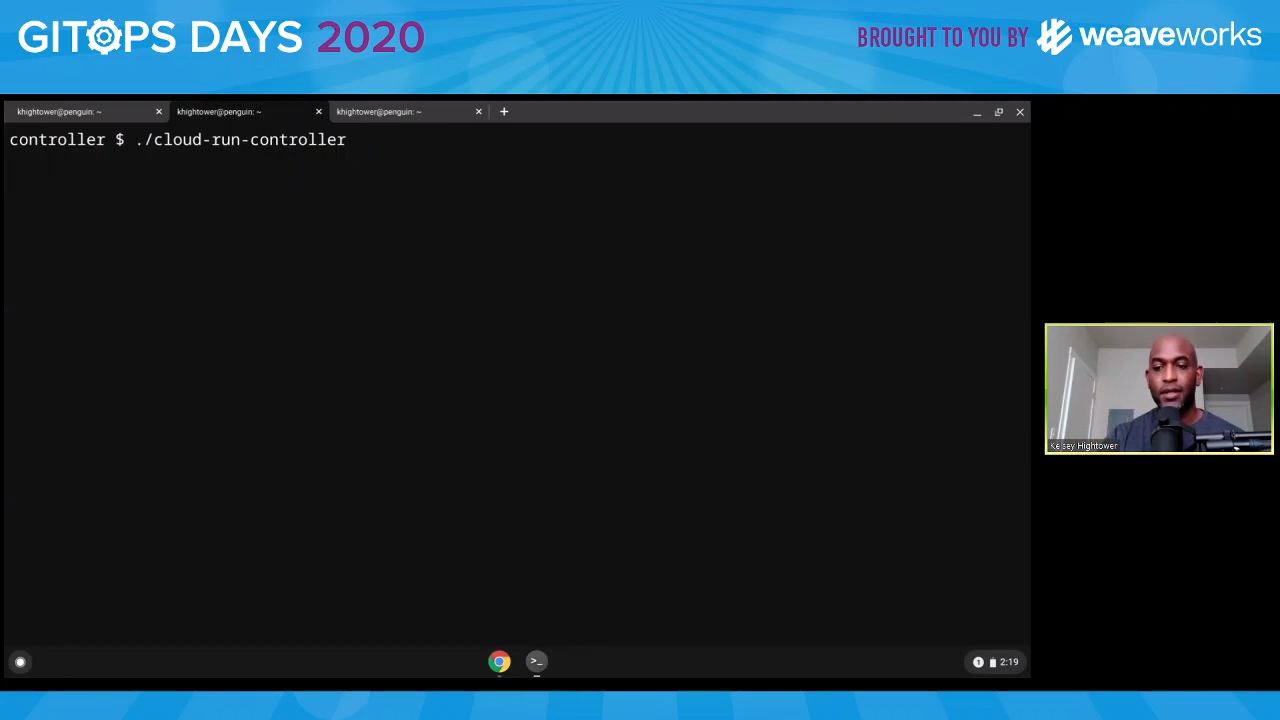 GITOPS DAYS 2020
BROUGHT TO YOU BY weaveworks
khightower@penguin: ~
khightower@penguin: ~
khightower@penguin: ~
controller $ ./cloud-run-controller
Kelsey Hightower
1
2:19